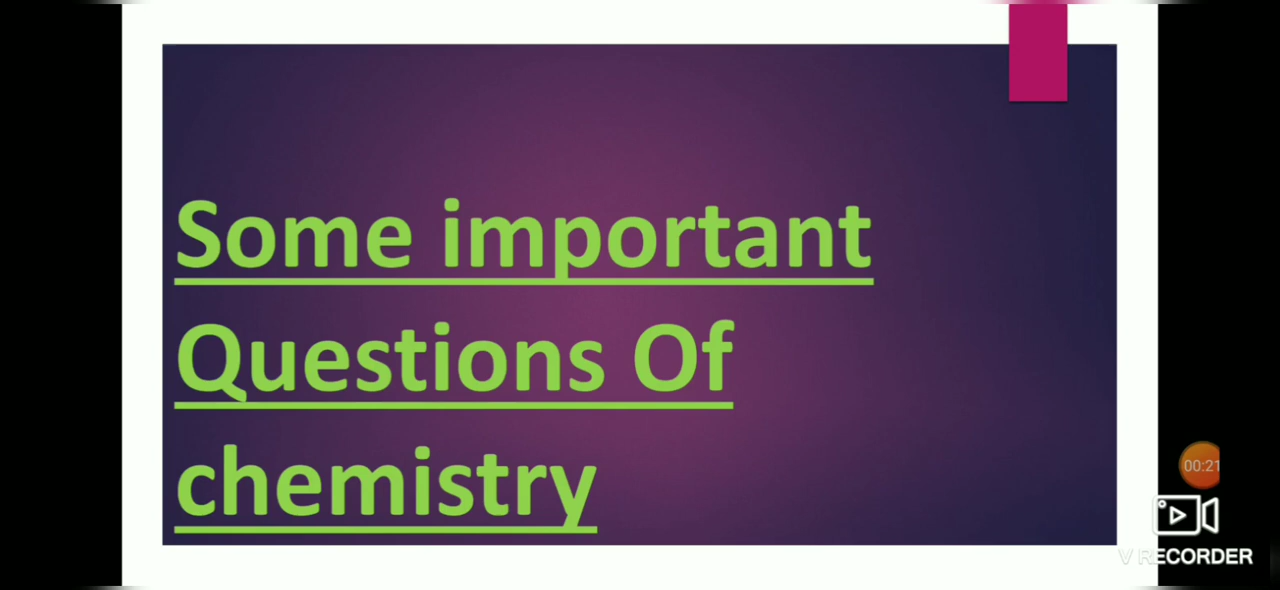 Some important
Questions Of
chemistry
00:21
V RECORDER